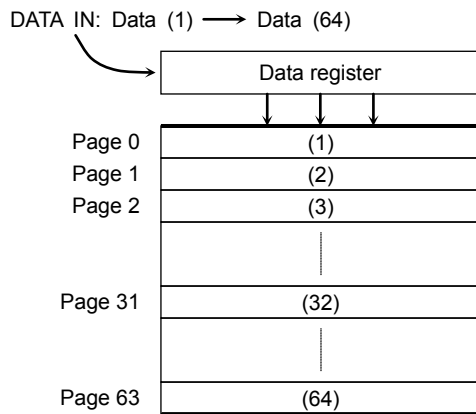 DATA IN: Data (1) → Data (64)
Data register
Page 0 (1)
Page 1 (2)
Page 2 (3)
Page 31 (32)
Page 63 (64)